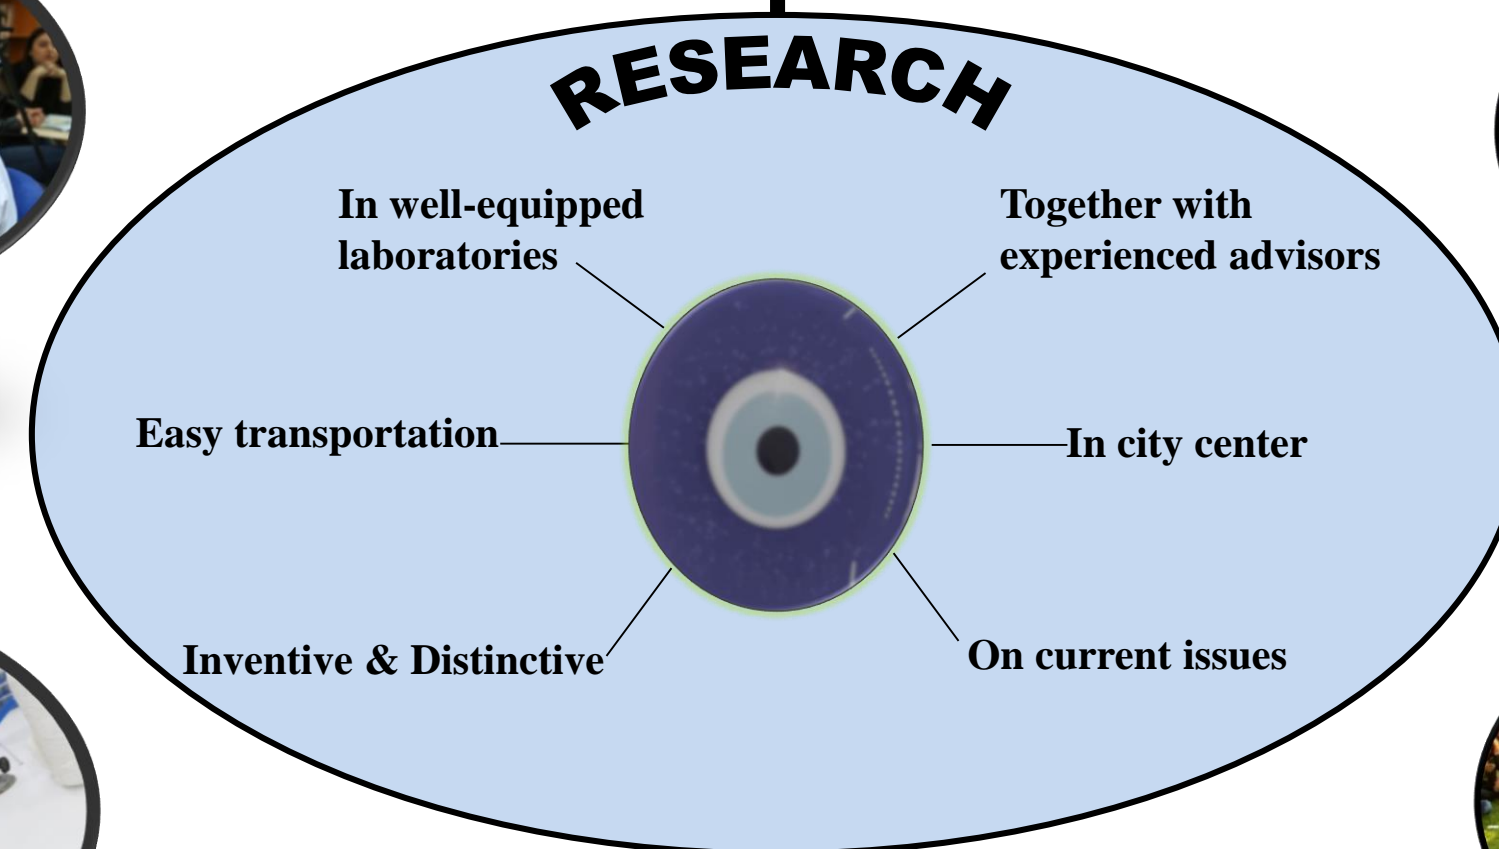 RESEARCH
In well-equipped
laboratories
Together with
experienced advisors
Easy transportation
In city center
Inventive & Distinctive
On current issues